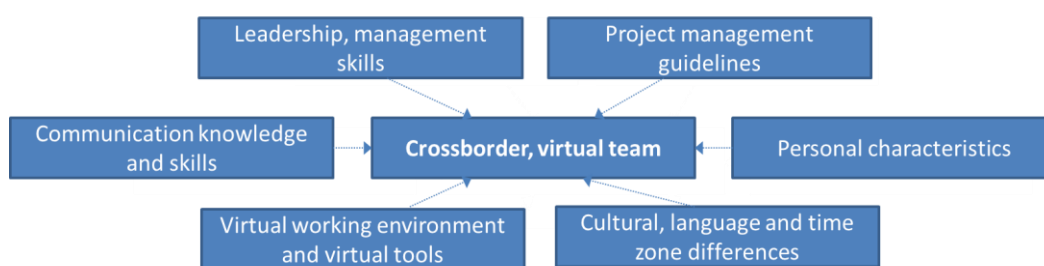 Leadership, management
skills
Project management
guidelines
Communication knowledge
and skills
Crossborder, virtual team
Personal characteristics
Virtual working environment
and virtual tools
Cultural, language and time
zone differences